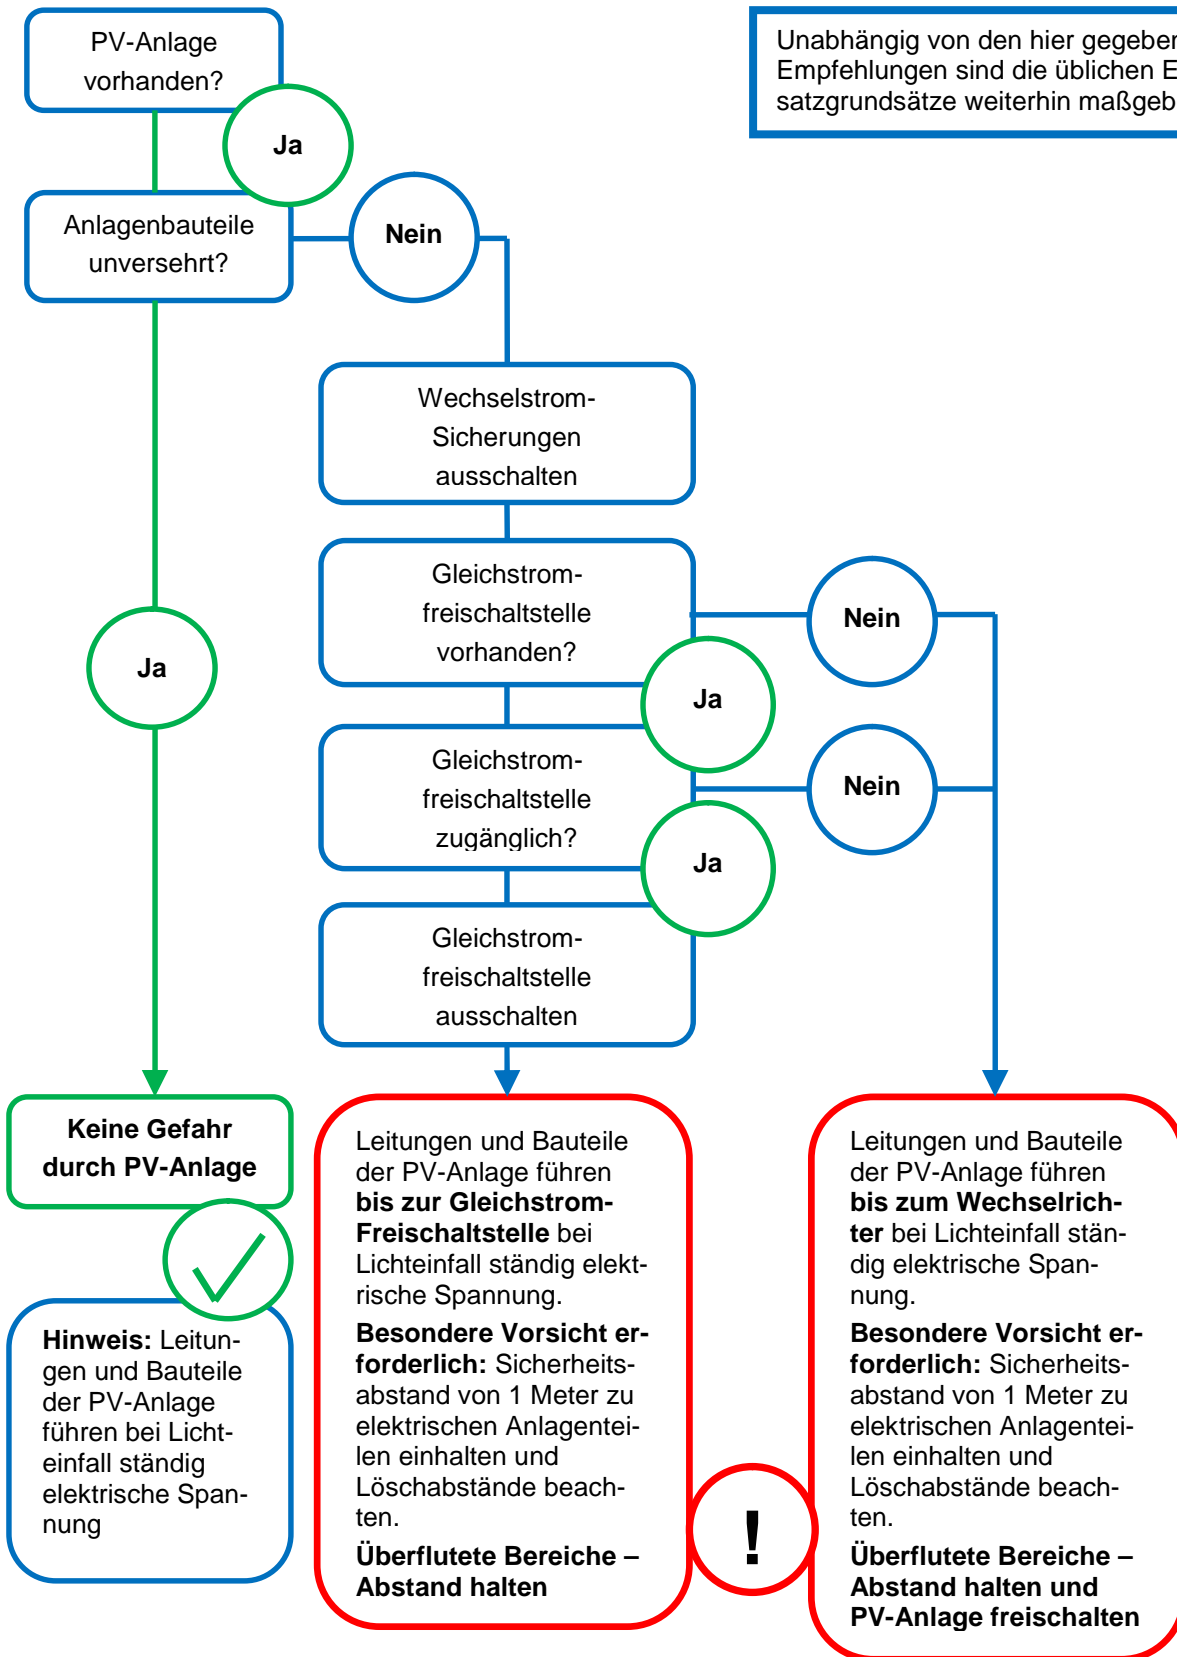 PV-Anlage
vorhanden?
Unabhängig von den hier
Empfehlungen sind die üblichen
satzgrundsätze weiterhin
Ja
Anlagenbauteile
unversehrt?
Nein
Wechselstrom-
Sicherungen
ausschalten
Gleichstrom-
freischaltstelle
vorhanden?
Nein
Ja
Ja
Gleichstrom-
freischaltstelle
zugänglich?
Nein
Ja
Gleichstrom-
freischaltstelle
ausschalten
Keine Gefahr
durch PV-Anlage
Hinweis: Leitun-
gen und Bauteile
der PV-Anlage
führen bei Licht-
einfall ständig
elektrische Span-
nung
Leitungen und Bauteile
der PV-Anlage führen
bis zur Gleichstrom-
Freischaltstelle bei
Lichteinfall ständig elekt-
rische Spannung.
Besondere Vorsicht er-
forderlich: Sicherheits-
abstand von 1 Meter zu
elektrischen Anlagentei-
len einhalten und
Löschabstände beach-
ten.
Überflutete Bereiche –
Abstand halten
!
Leitungen und Bauteile
der PV-Anlage führen
bis zum Wechselrich-
ter bei Lichteinfall stän-
dig elektrische Span-
nung.
Besondere Vorsicht er-
forderlich: Sicherheits-
abstand von 1 Meter zu
elektrischen Anlagentei-
len einhalten und
Löschabstände beach-
ten.
Überflutete Bereiche –
Abstand halten und
PV-Anlage freischalten